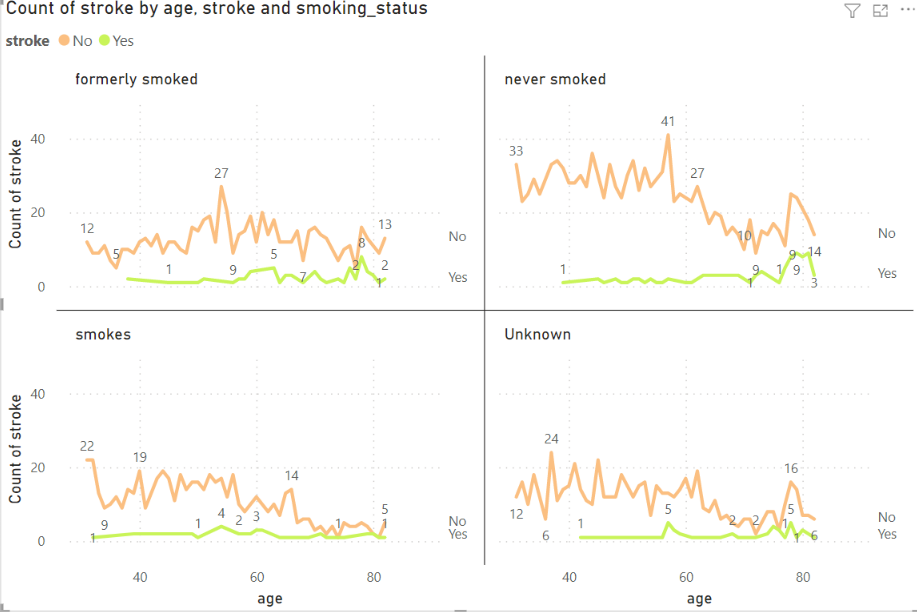 Count of stroke by age, stroke and smoking_status
stroke No Yes
formerly smoked
never smoked
Count of stroke
40
20
0
12
5
27
1
9
5
7
8
2
13
2
1
No
Yes
33
41
27
1
10
9
1
1
9
9
14
3
No
Yes
smokes
Unknown
Count of stroke
40
20
0
22
9
1
19
1
4
2
3
14
1
5
1
No
Yes
12
24
6
1
5
2
2
16
1
5
1
6
No
Yes
40 60 80
age
40 60 80
age